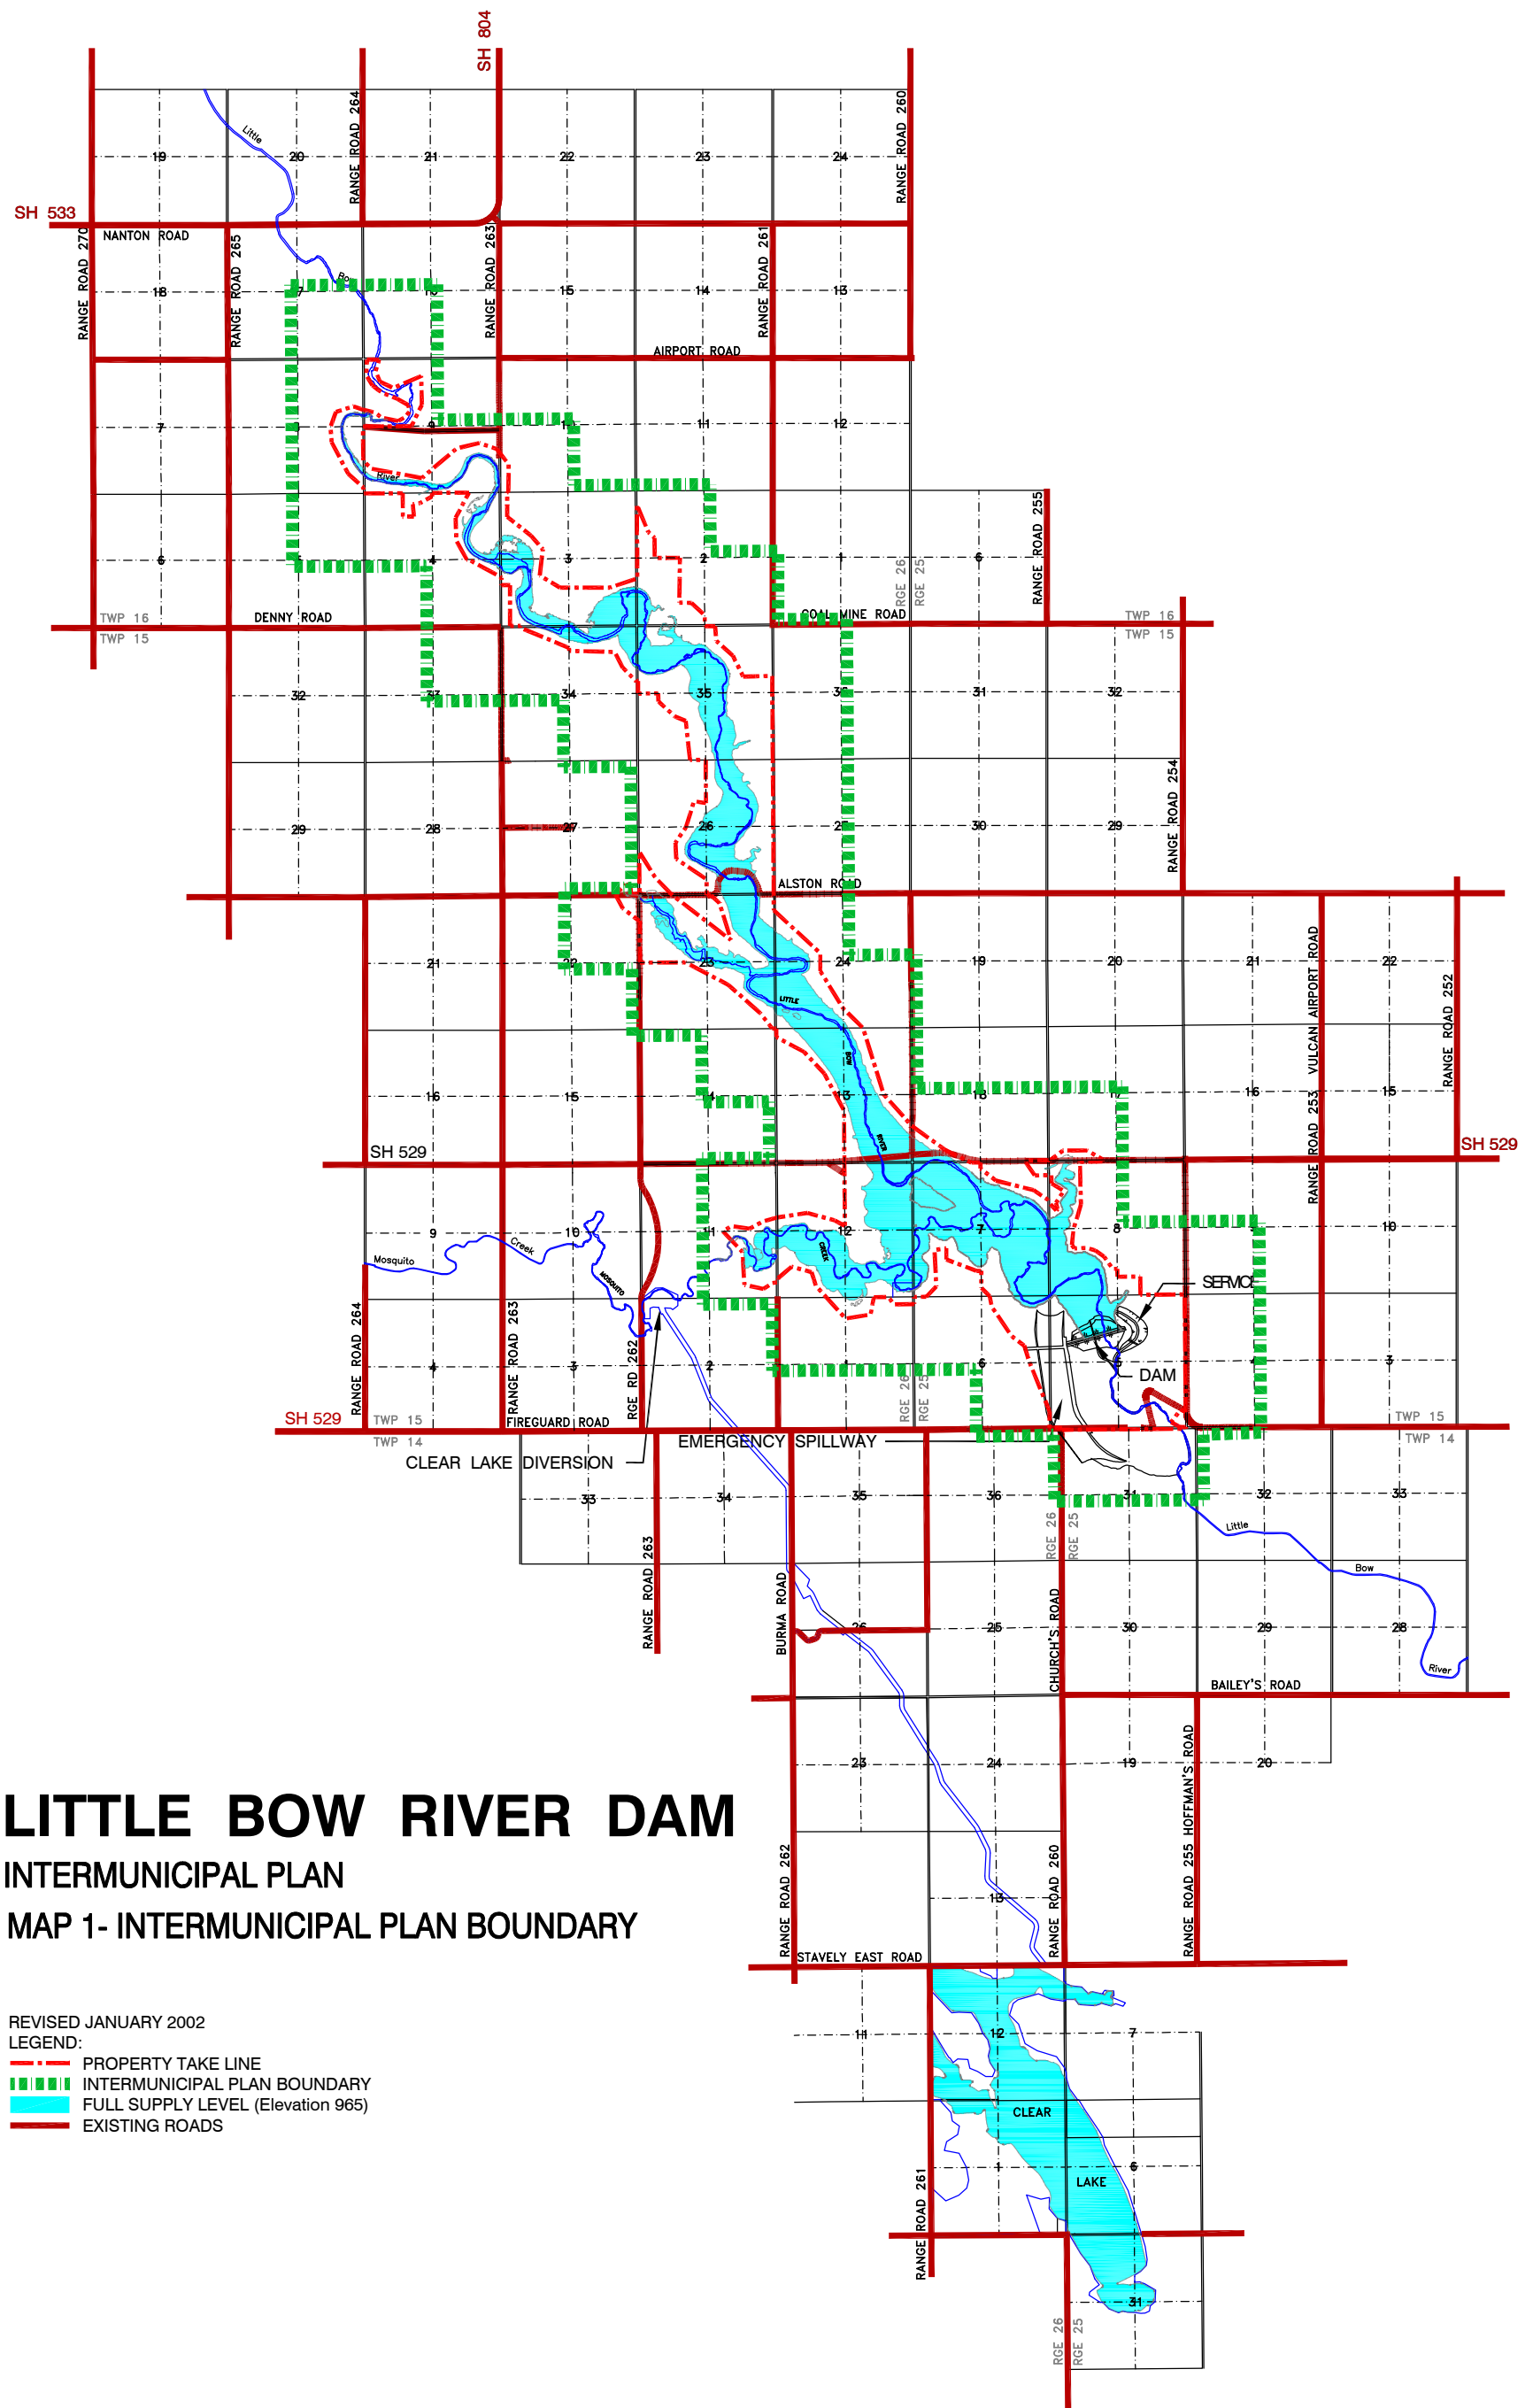 SH 804
RANGE ROAD 264
RANGE ROAD 260
Little
19
20
21
22
23
24
SH 533
NANTON ROAD
RANGE ROAD 270
RANGE ROAD 265
RANGE ROAD 263
RANGE ROAD 261
18
15
14
13
AIRPORT ROAD
7
11
12
River
RANGE ROAD 255
6
4
3
2
1
6
RGE 26
RGE 25
TWP 16
DENNY ROAD
COAL MINE ROAD
TWP 16
TWP 15
TWP 15
32
33
34
35
31
32
RANGE ROAD 254
29
28
27
26
30
29
ALSTON ROAD
21
22
23
24
19
20
21
22
VULCAN AIRPORT ROAD
RANGE ROAD 252
LITTLE
BOW
RIVER
16
15
13
18
16
15
SH 529
SH 529
RANGE ROAD 253
9
10
11
12
7
8
10
Mosquito
Creek
MOSQUITO
CREEK
SERVICE
RANGE ROAD 264
RANGE ROAD 263
RGE RD 262
4
3
2
6
3
DAM
RGE 26
RGE 25
SH 529
TWP 15
FIREGUARD ROAD
TWP 15
TWP 14
TWP 14
EMERGENCY SPILLWAY
CLEAR LAKE DIVERSION
33
34
35
36
31
32
33
RGE 26
RGE 25
Little
Bow
River
RANGE ROAD 263
BURMA ROAD
CHURCH'S ROAD
26
25
30
29
28
BAILEY'S ROAD
23
24
19
20
RANGE ROAD 255 HOFFMAN'S ROAD
LITTLE BOW RIVER DAM
INTERMUNICIPAL PLAN
MAP 1- INTERMUNICIPAL PLAN BOUNDARY
RANGE ROAD 262
RANGE ROAD 260
13
STAVELY EAST ROAD
REVISED JANUARY 2002
LEGEND:
PROPERTY TAKE LINE
INTERMUNICIPAL PLAN BOUNDARY
FULL SUPPLY LEVEL (Elevation 965)
EXISTING ROADS
11
12
7
CLEAR
1
6
LAKE
RANGE ROAD 261
31
RGE 26
RGE 25